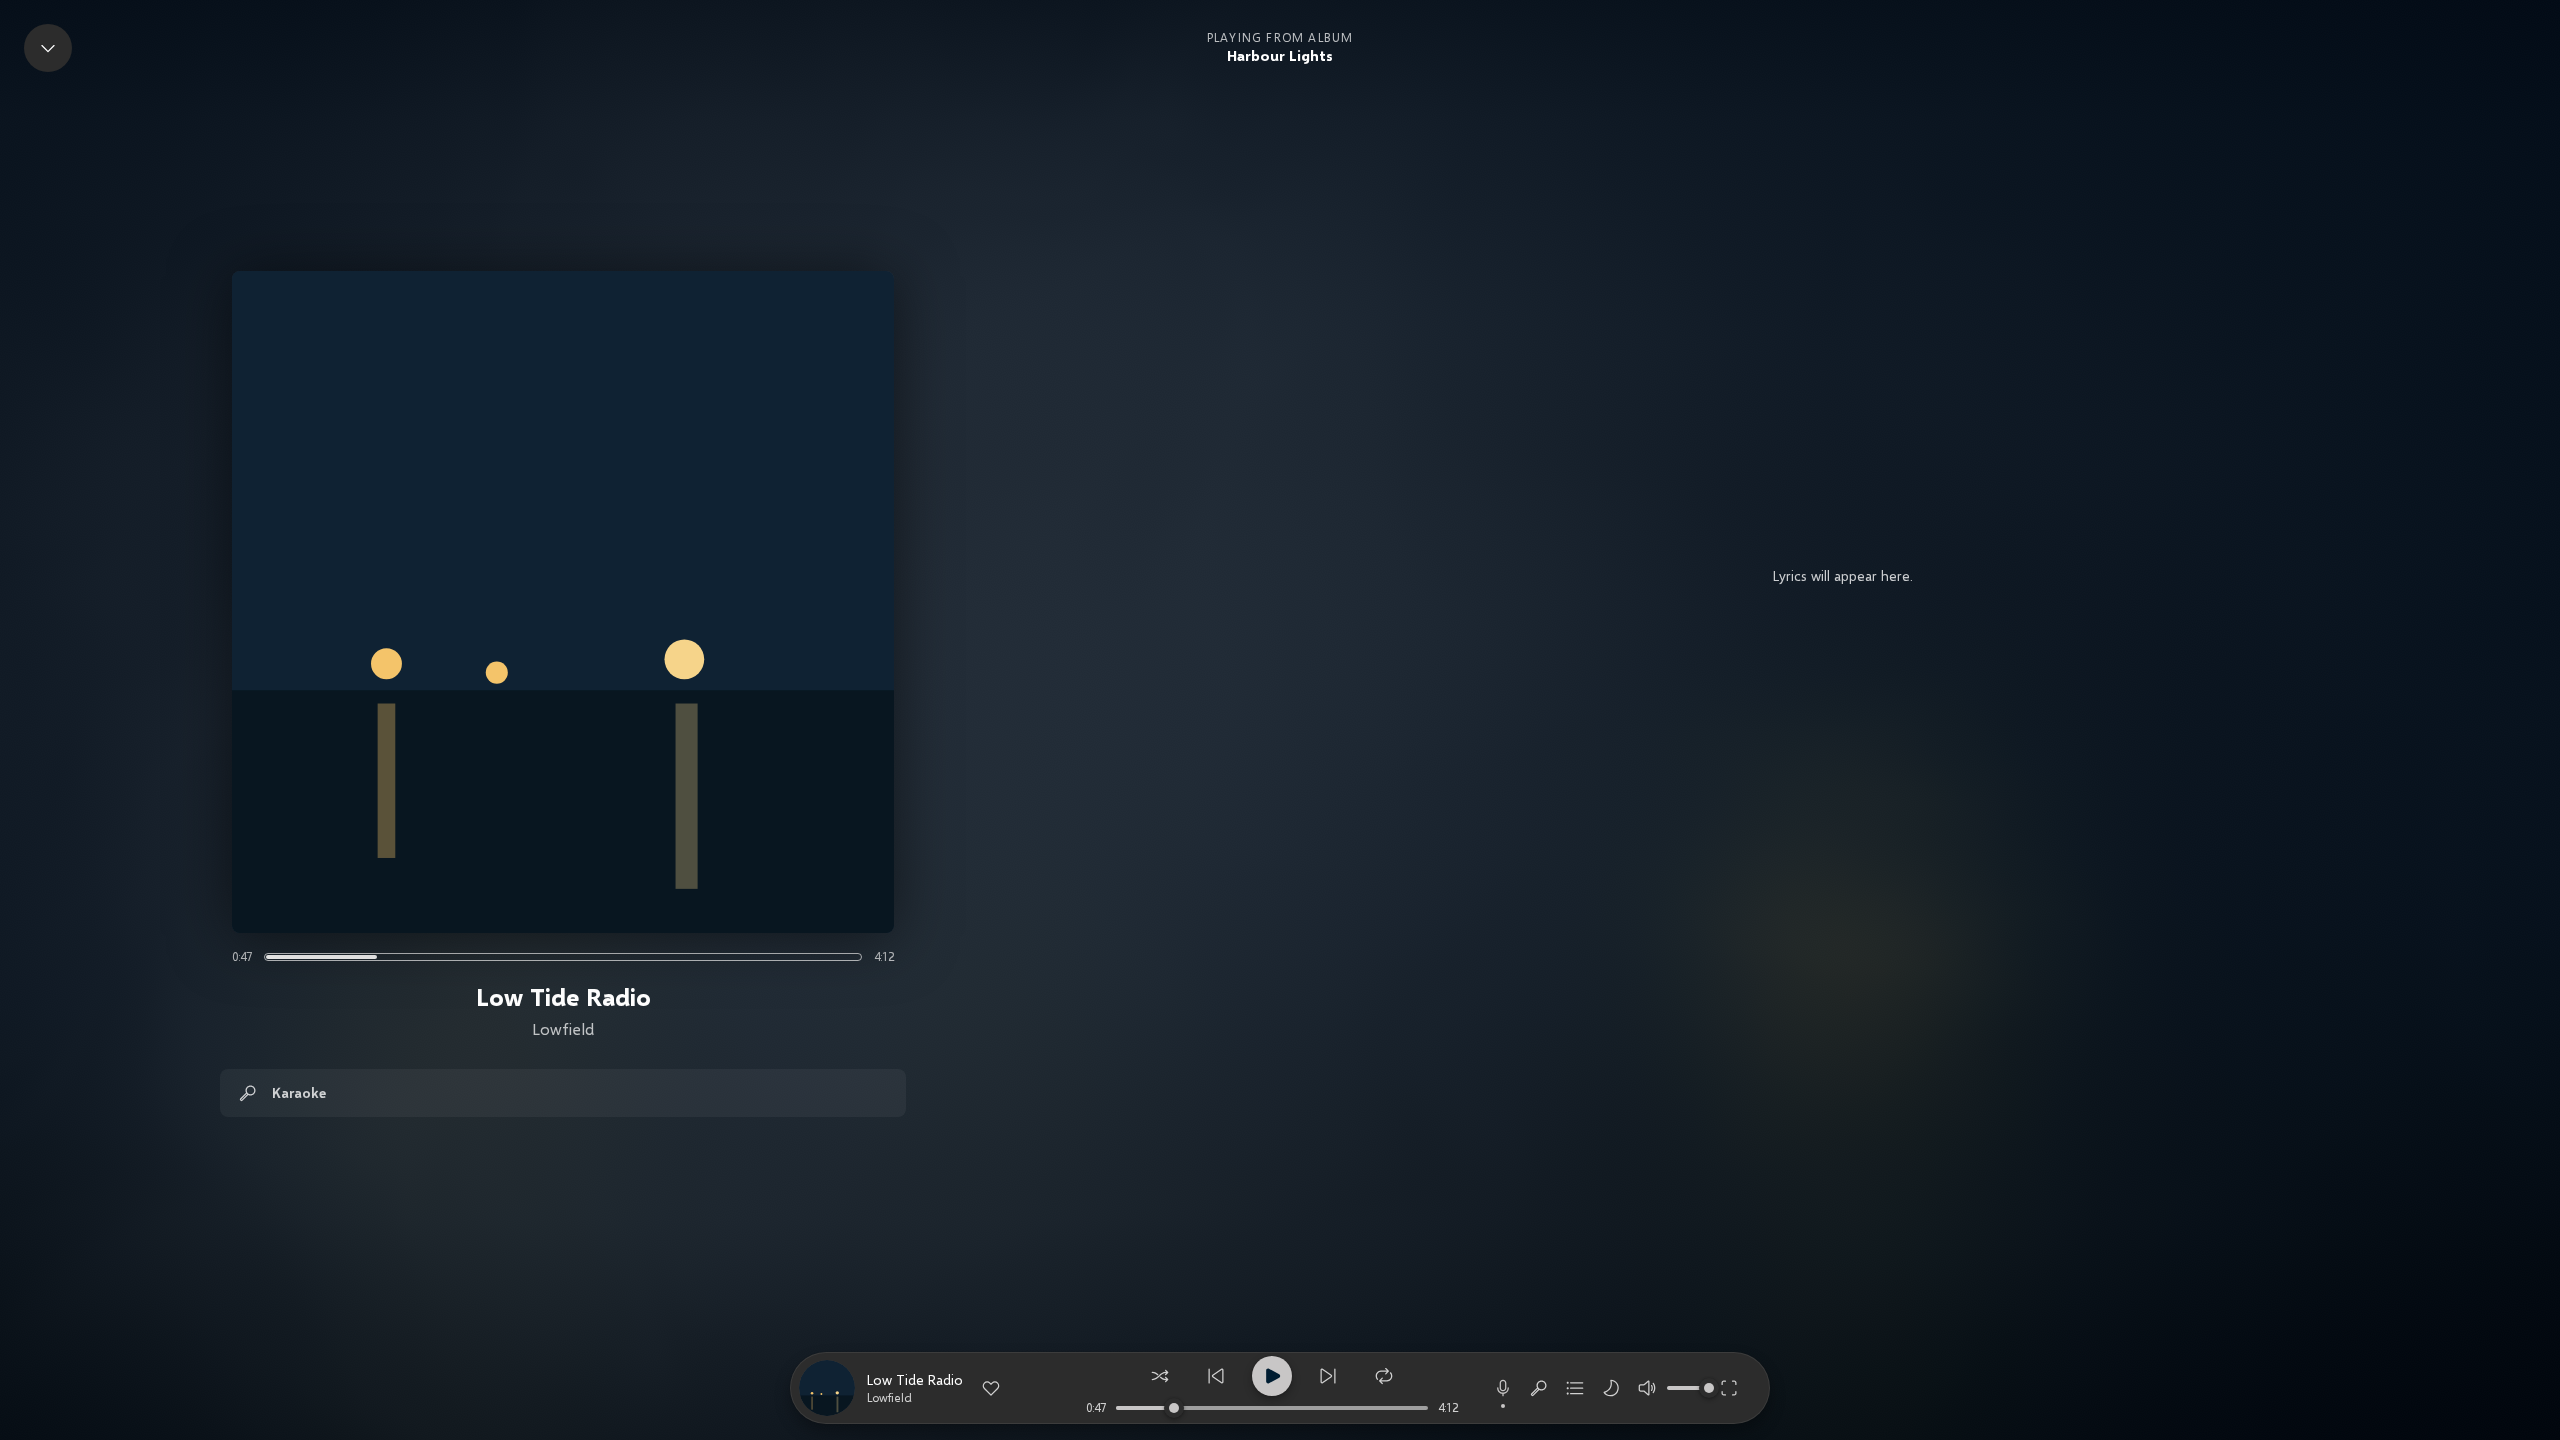 PLAYING FROM ALBUM
Harbour Lights
Lyrics will appear here.
0:47
4:12
Low Tide Radio
Lowfield
Karaoke
Low Tide Radio
Lowfield
0:47
4:12